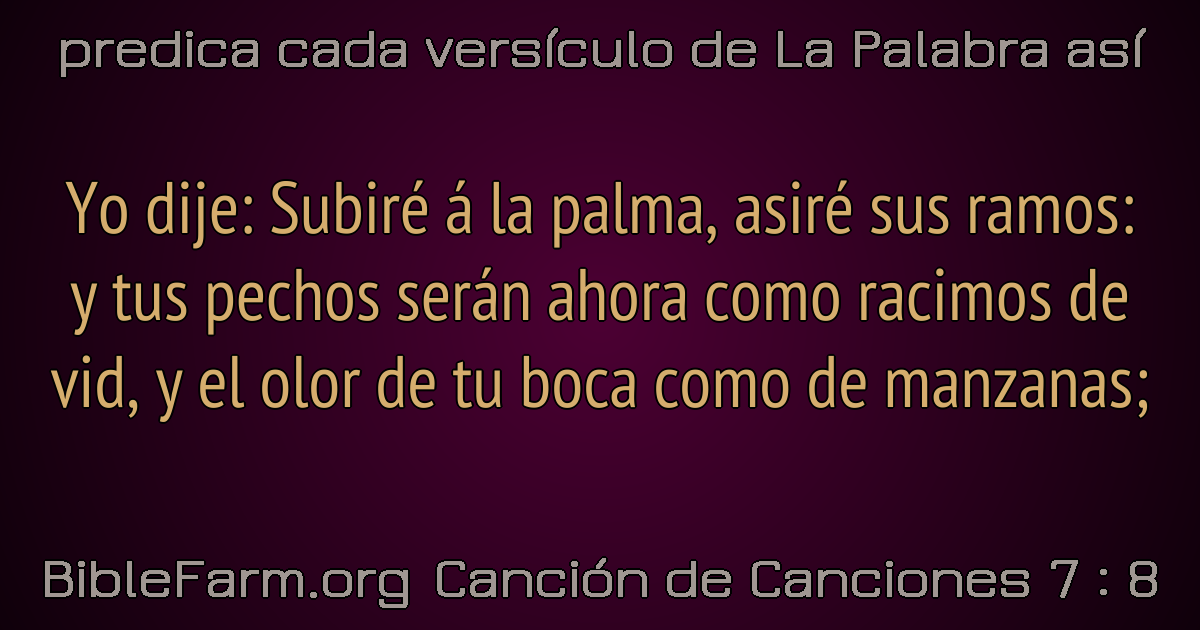 predica cada versículo de La Palabra así
Yo dije: Subiré á la palma, asiré sus ramos:
y tus pechos serán ahora como racimos de
vid, y el olor de tu boca como de manzanas;
BibleFarm.org Canción de Canciones 7 : 8